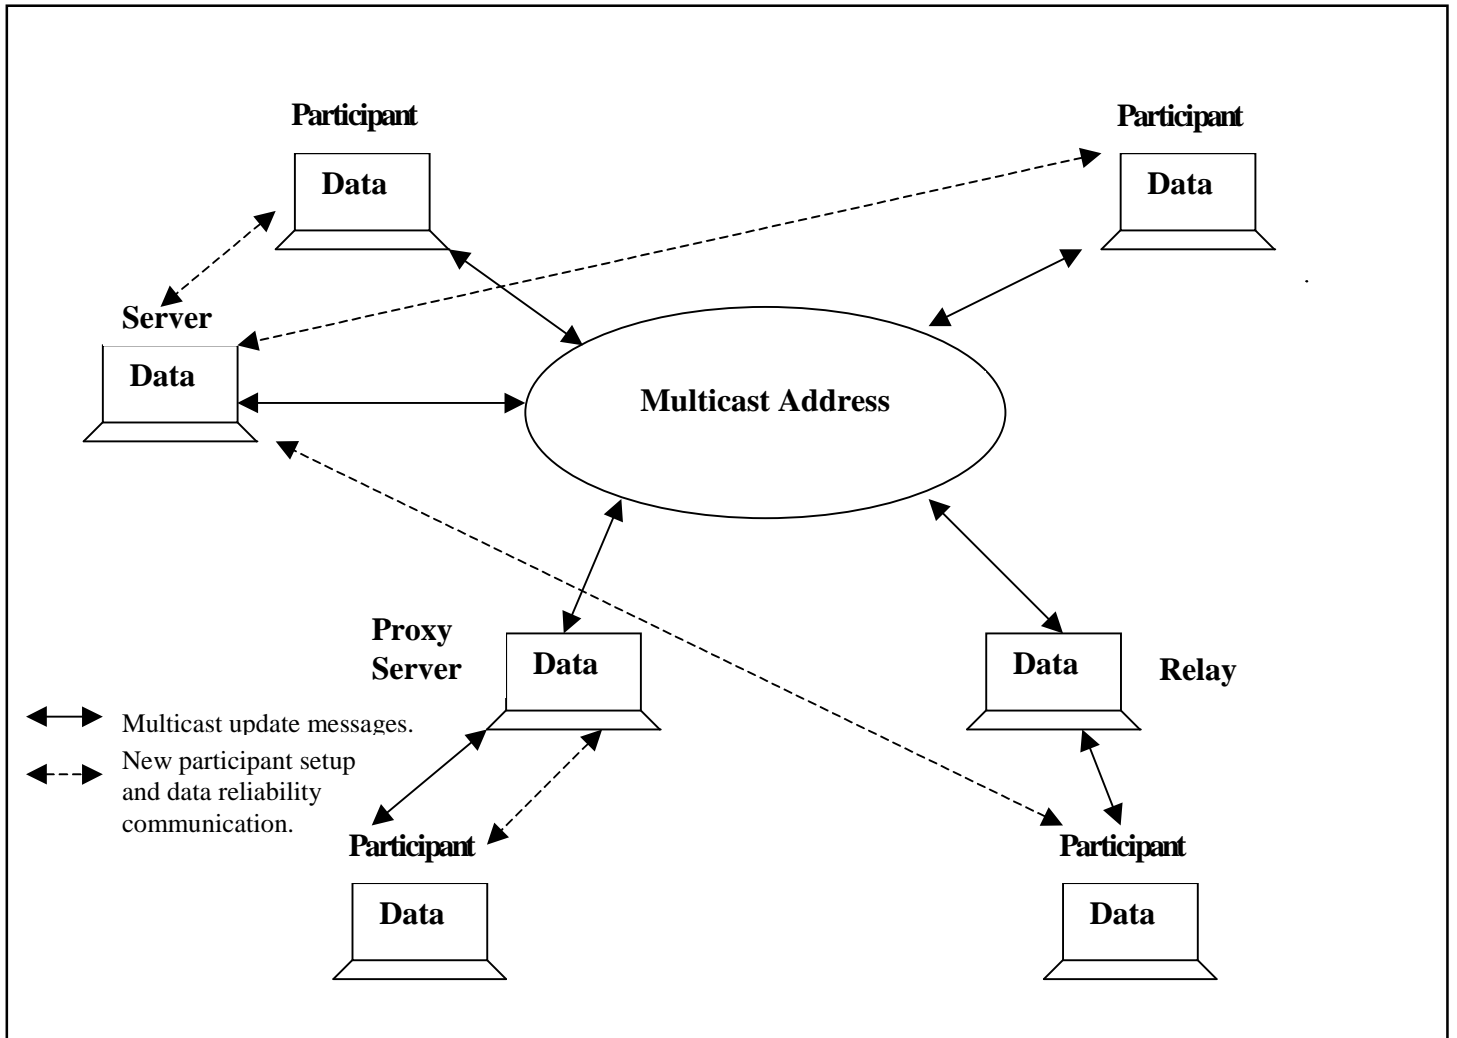 Participant
Participant
Data
Data
Server
Data
Multicast Address
Proxy
Server
Data
Data
Relay
Multicast update messages.
New participant setup
and data reliability
communication.
Participant
Participant
Data
Data